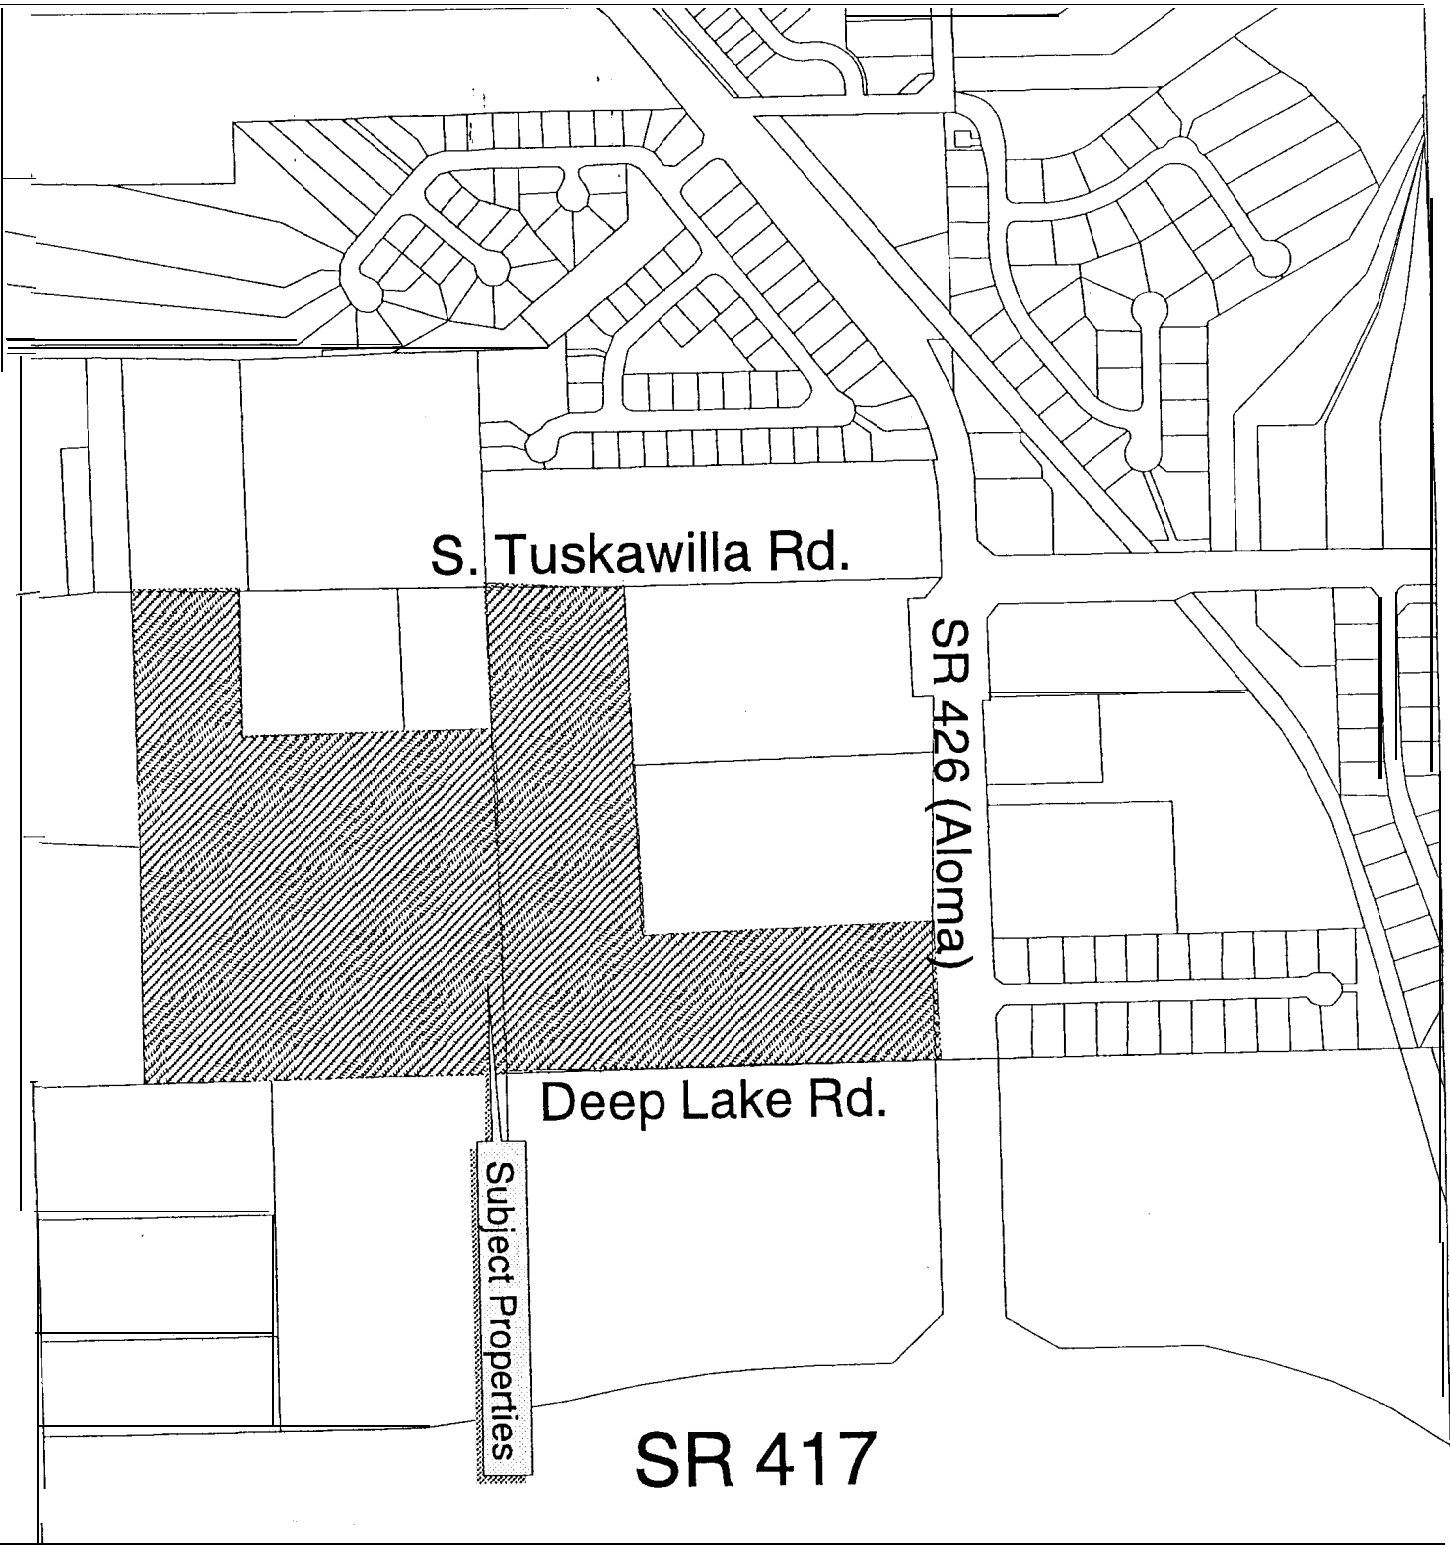 S. Tuskawilla Rd.
SR 426 (Aloma)
Deep Lake Rd.
Subject Properties
SR 417